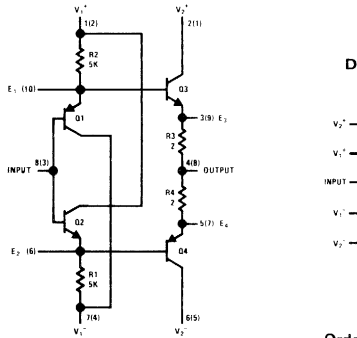 V1+ V2+
1(2) 2(1)
R2
5K
E1 (10) Q3
Q1 3(9) E3
R3
2
8(3) 4(8)
INPUT OUTPUT
R4
2
Q2
5(7) E4
E2 (6)
Q4
R1
5K
7(4) 6(5)
V1- V2-
D
V2+
V1+
INPUT
V1-
V2-